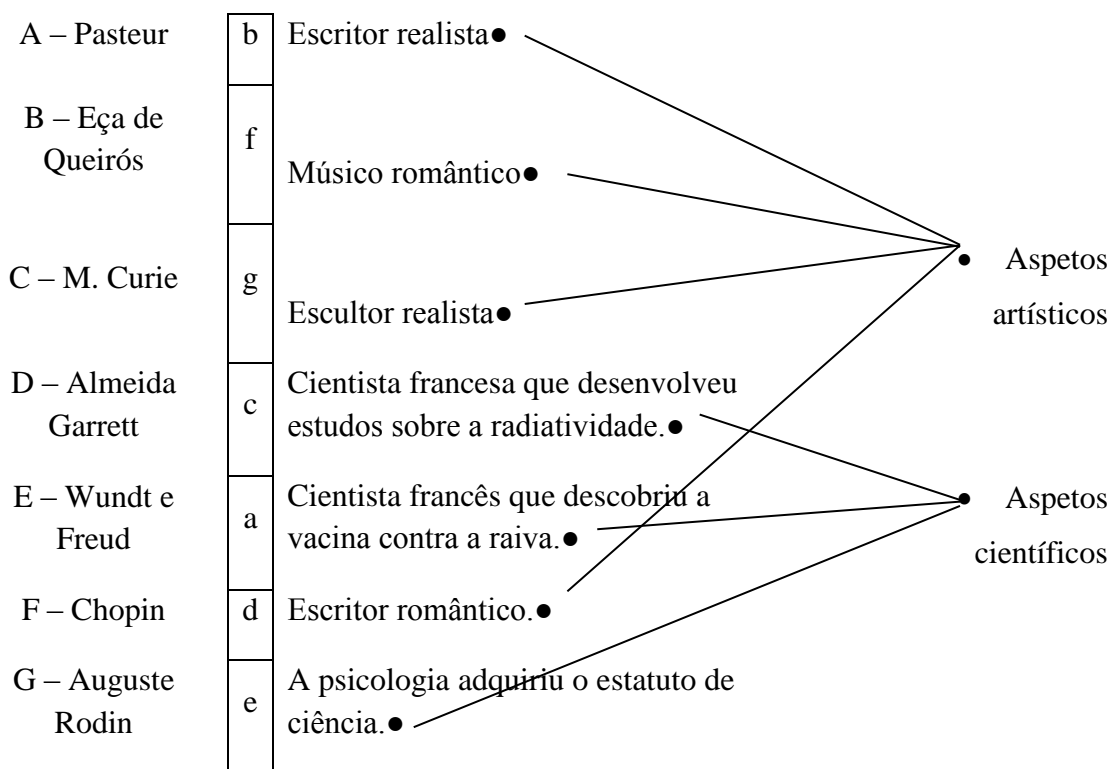 A – Pasteur
b
Escritor realista●
B – Eça de
Queirós
f
Músico romântico●
C – M. Curie
g
Escultor realista●
● Aspetos
artísticos
D – Almeida
Garrett
c
Cientista francesa que desenvolveu
estudos sobre a radiatividade.●
E – Wundt e
Freud
a
Cientista francês que descobriu a
vacina contra a raiva.●
● Aspetos
científicos
F – Chopin
d
Escritor romântico.●
G – Auguste
Rodin
e
A psicologia adquiriu o estatuto de
ciência.●